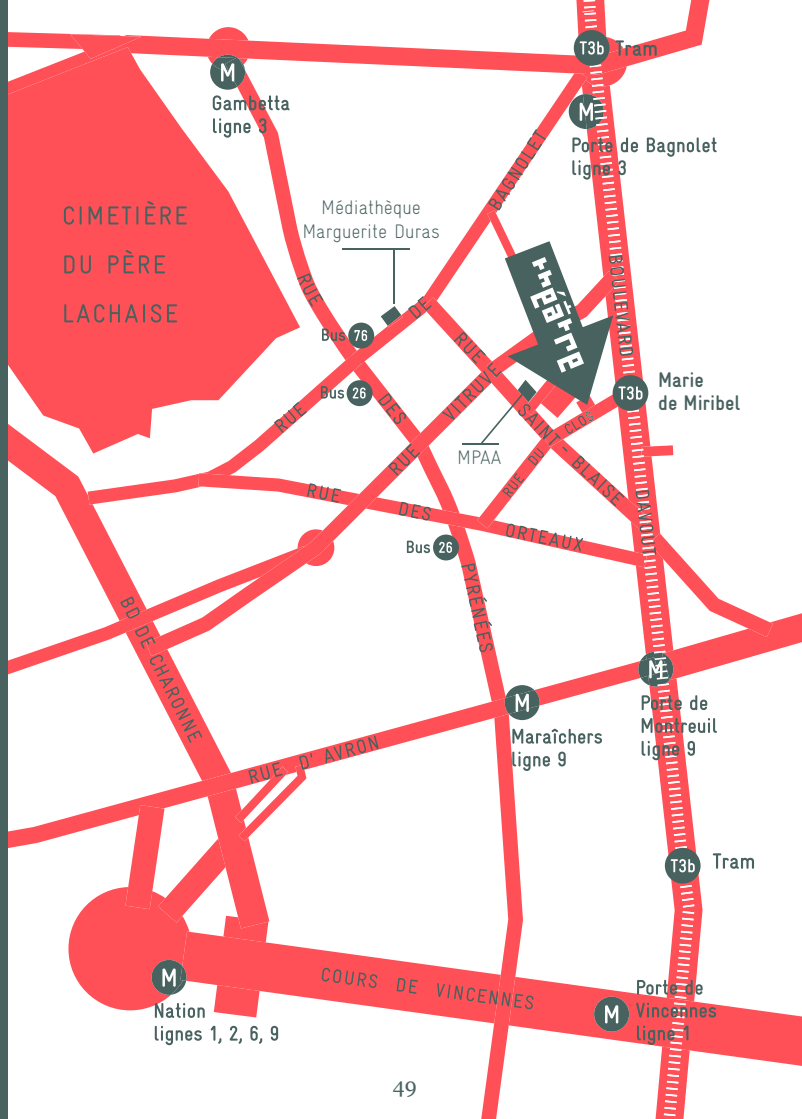 T3b Tram
M
Gambetta
ligne 3
M
Porte de Bagnolet
ligne 3
CIMETIÈRE
DU PÈRE
LACHAISE
Médiathèque
Marguerite Duras
RUE DE BAGNOLET
BOULEVARD DAVOUT
théâtre
RUE DES PYRÉNÉES
Bus 76
Bus 26
RUE VITRUVE
RUE SAINT-BLAISE
T3b
Marie
de Miribel
MPAA
RUE DU CLOS
RUE DES ORTEAUX
Bus 26
BD DE CHARONNE
M
Porte de
Montreuil
ligne 9
M
Maraîchers
ligne 9
RUE D'AVRON
T3b Tram
M
Nation
lignes 1, 2, 6, 9
COURS DE VINCENNES
M
Porte de
Vincennes
ligne 1
49